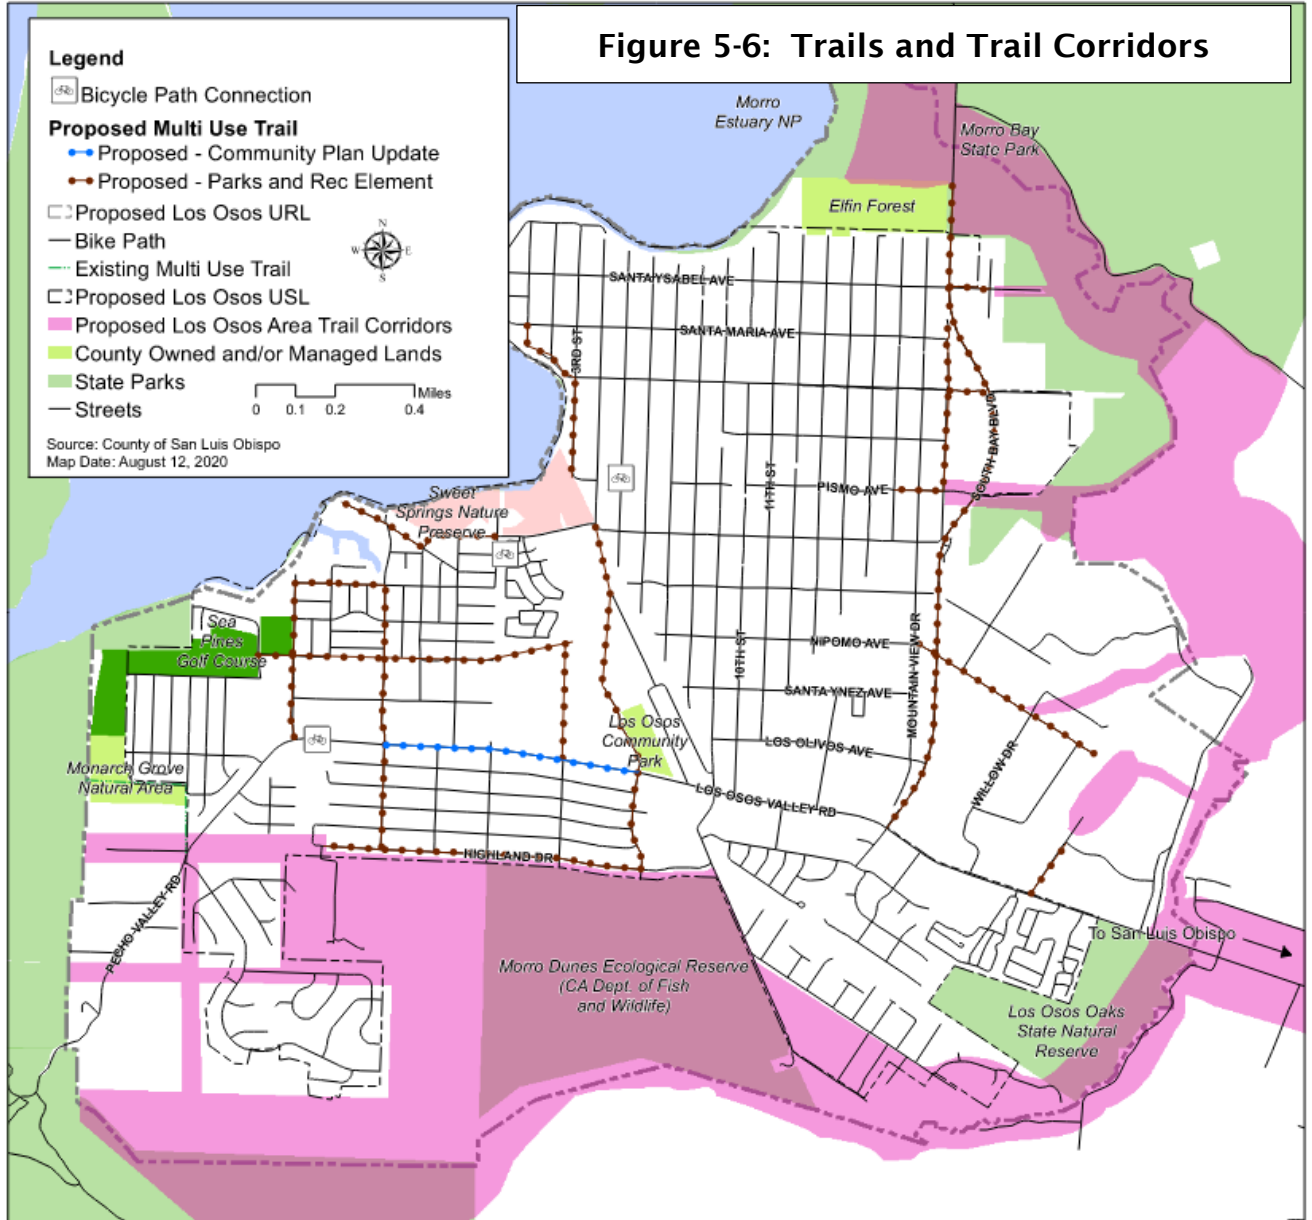 Figure 5-6: Trails and Trail Corridors
Legend
Bicycle Path Connection
Proposed Multi Use Trail
Proposed - Community Plan Update
Proposed - Parks and Rec Element
Proposed Los Osos URL
Bike Path
Existing Multi Use Trail
Proposed Los Osos USL
Proposed Los Osos Area Trail Corridors
County Owned and/or Managed Lands
State Parks
Streets
N
W
E
S
Miles
0
0.1
0.2
0.4
Source: County of San Luis Obispo
Map Date: August 12, 2020
Morro
Estuary NP
Morro Bay
State Park
Elfin Forest
SANTA YSABEL AVE
SANTA MARIA AVE
3RD ST
SOUTH BAY BLVD
11TH ST
PISMO AVE
Sweet
Springs Nature
Preserve
Sea
Pines
Golf Course
10TH ST
NIPOMO AVE
MOUNTAIN VIEW DR
SANTA YNEZ AVE
Los Osos
Community
Park
LOS OLIVOS AVE
WILLOW DR
Monarch Grove
Natural Area
LOS OSOS VALLEY RD
HIGHLAND DR
PECHO VALLEY RD
To San Luis Obispo
Morro Dunes Ecological Reserve
(CA Dept. of Fish
and Wildlife)
Los Osos Oaks
State Natural
Reserve